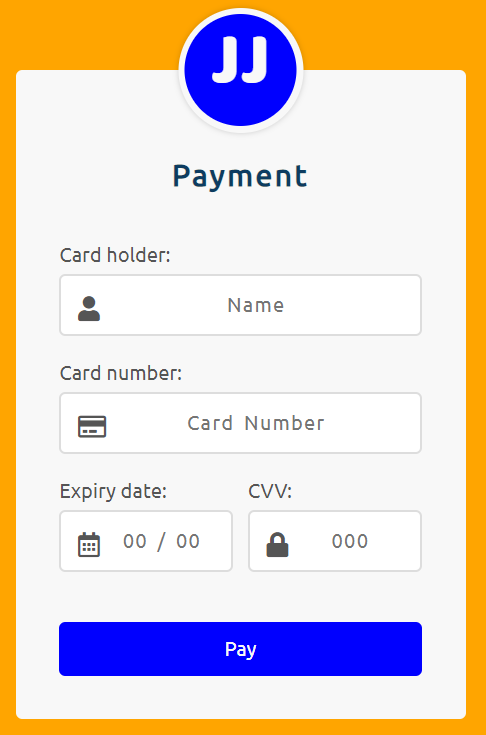 JJ
Payment
Card holder:
Name
Card number:
Card Number
Expiry date: CVV:
00 / 00 000
Pay